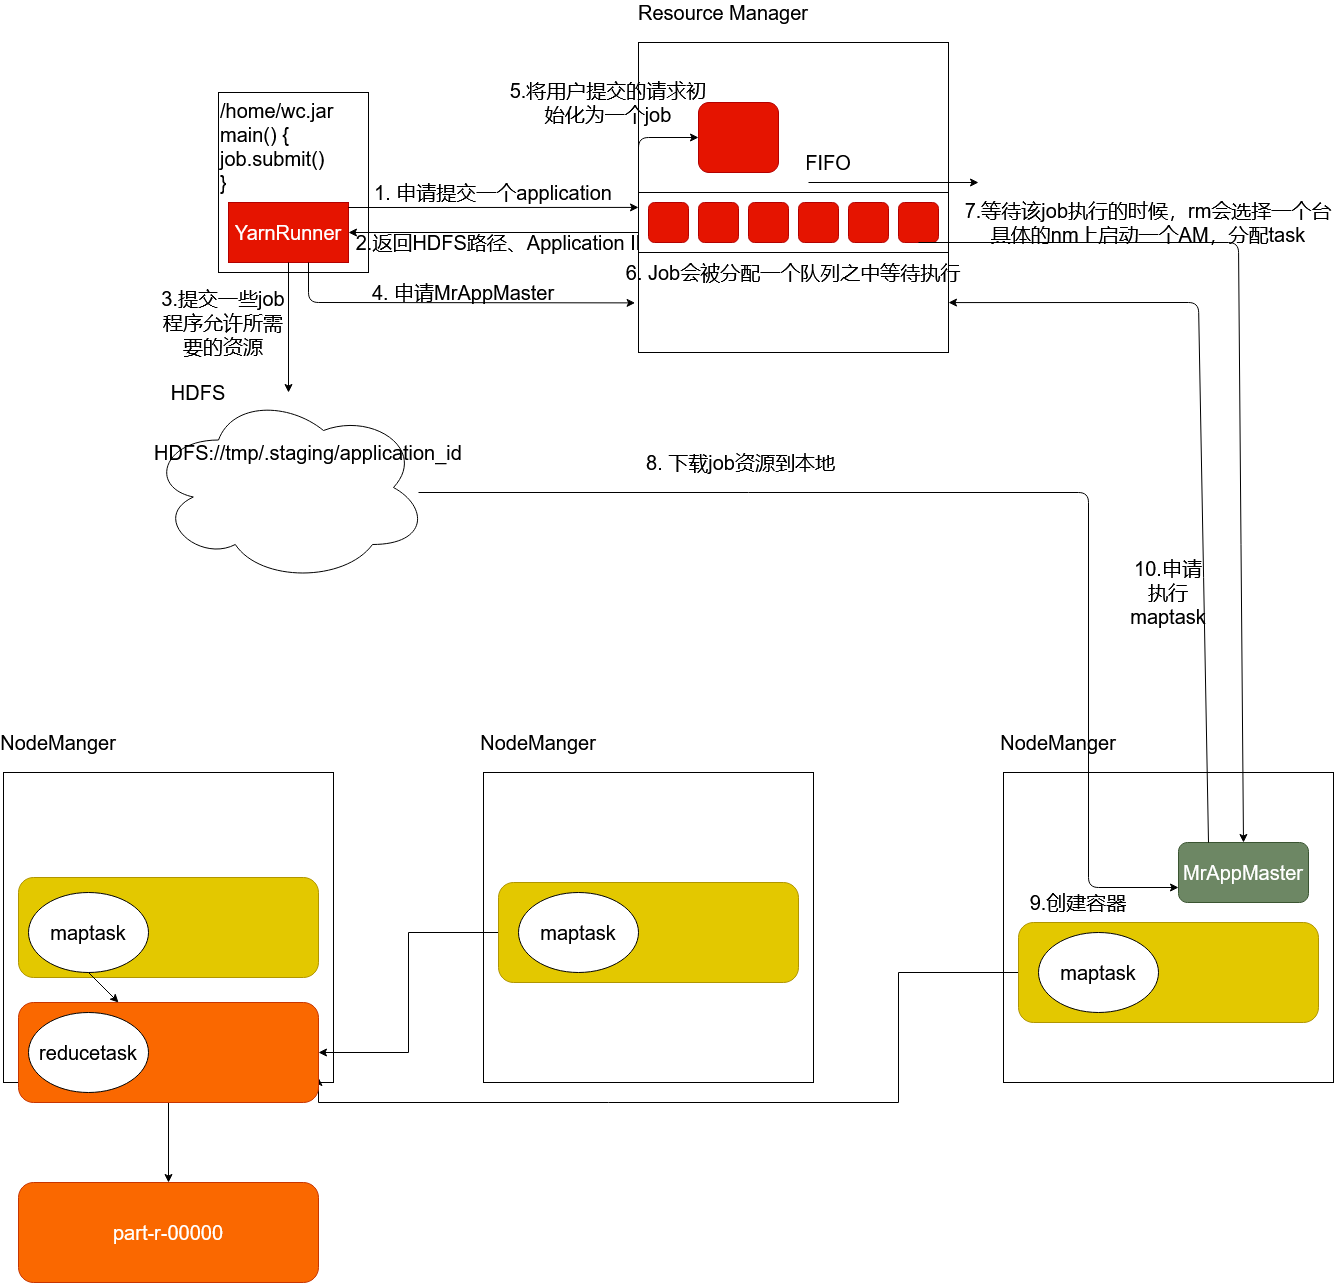 Resource Manager
/home/wc.jar
main() {
job.submit()
}
YarnRunner
5.将用户提交的请求初
始化为一个job
FIFO
1. 申请提交一个application
2.返回HDFS路径、Application I
7.等待该job执行的时候，rm会选择一个台
具体的nm上启动一个AM，分配task
6. Job会被分配一个队列之中等待执行
3.提交一些job
程序允许所需
要的资源
4. 申请MrAppMaster
HDFS
HDFS://tmp/.staging/application_id
8. 下载job资源到本地
10.申请
执行
maptask
NodeManger
NodeManger
NodeManger
maptask
reducetask
maptask
MrAppMaster
9.创建容器
maptask
part-r-00000